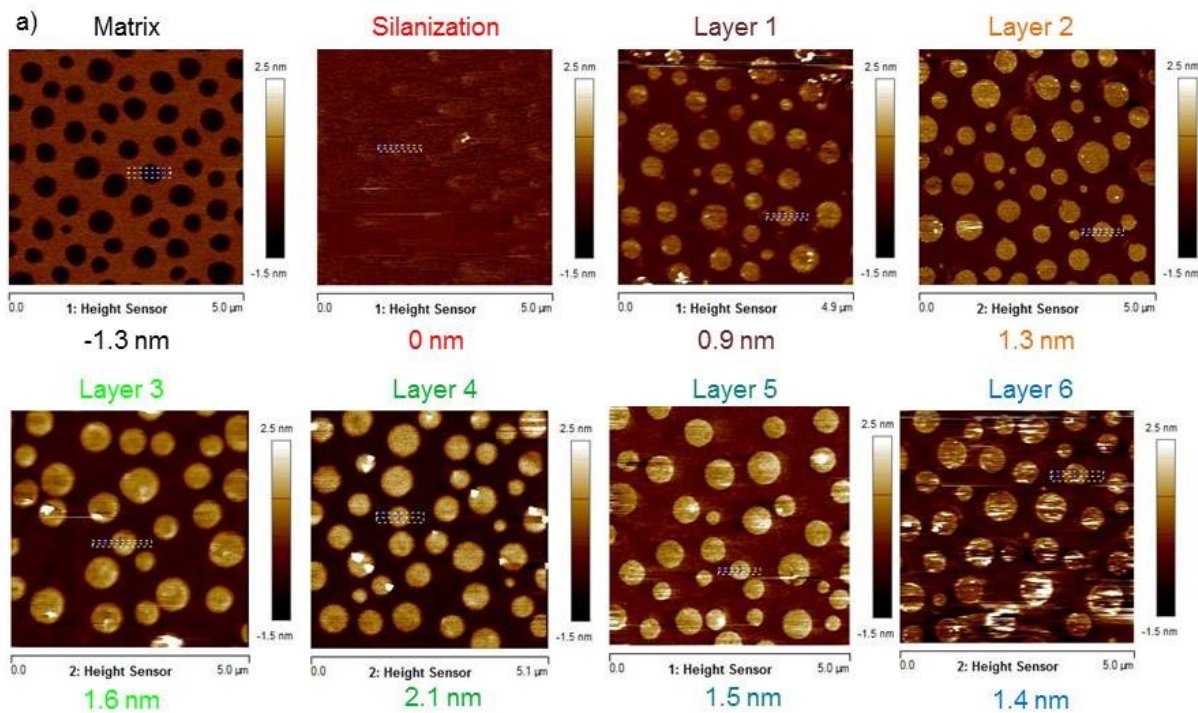 a)
Matrix
Silanization
Layer 1
Layer 2
2.5 nm
2.5 nm
2.5 nm
2.5 nm
-1.5 nm
-1.5 nm
-1.5 nm
-1.5 nm
0.0 1: Height Sensor 5.0 µm
0.0 1: Height Sensor 5.0 µm
0.0 1: Height Sensor 4.9 µm
0.0 2: Height Sensor 5.0 µm
-1.3 nm
0 nm
0.9 nm
1.3 nm
Layer 3
Layer 4
Layer 5
Layer 6
2.5 nm
2.5 nm
2.5 nm
2.5 nm
-1.5 nm
-1.5 nm
-1.5 nm
-1.5 nm
0.0 2: Height Sensor 5.0 µm
0.0 2: Height Sensor 5.1 µm
0.0 1: Height Sensor 5.0 µm
0.0 2: Height Sensor 5.0 µm
1.6 nm
2.1 nm
1.5 nm
1.4 nm